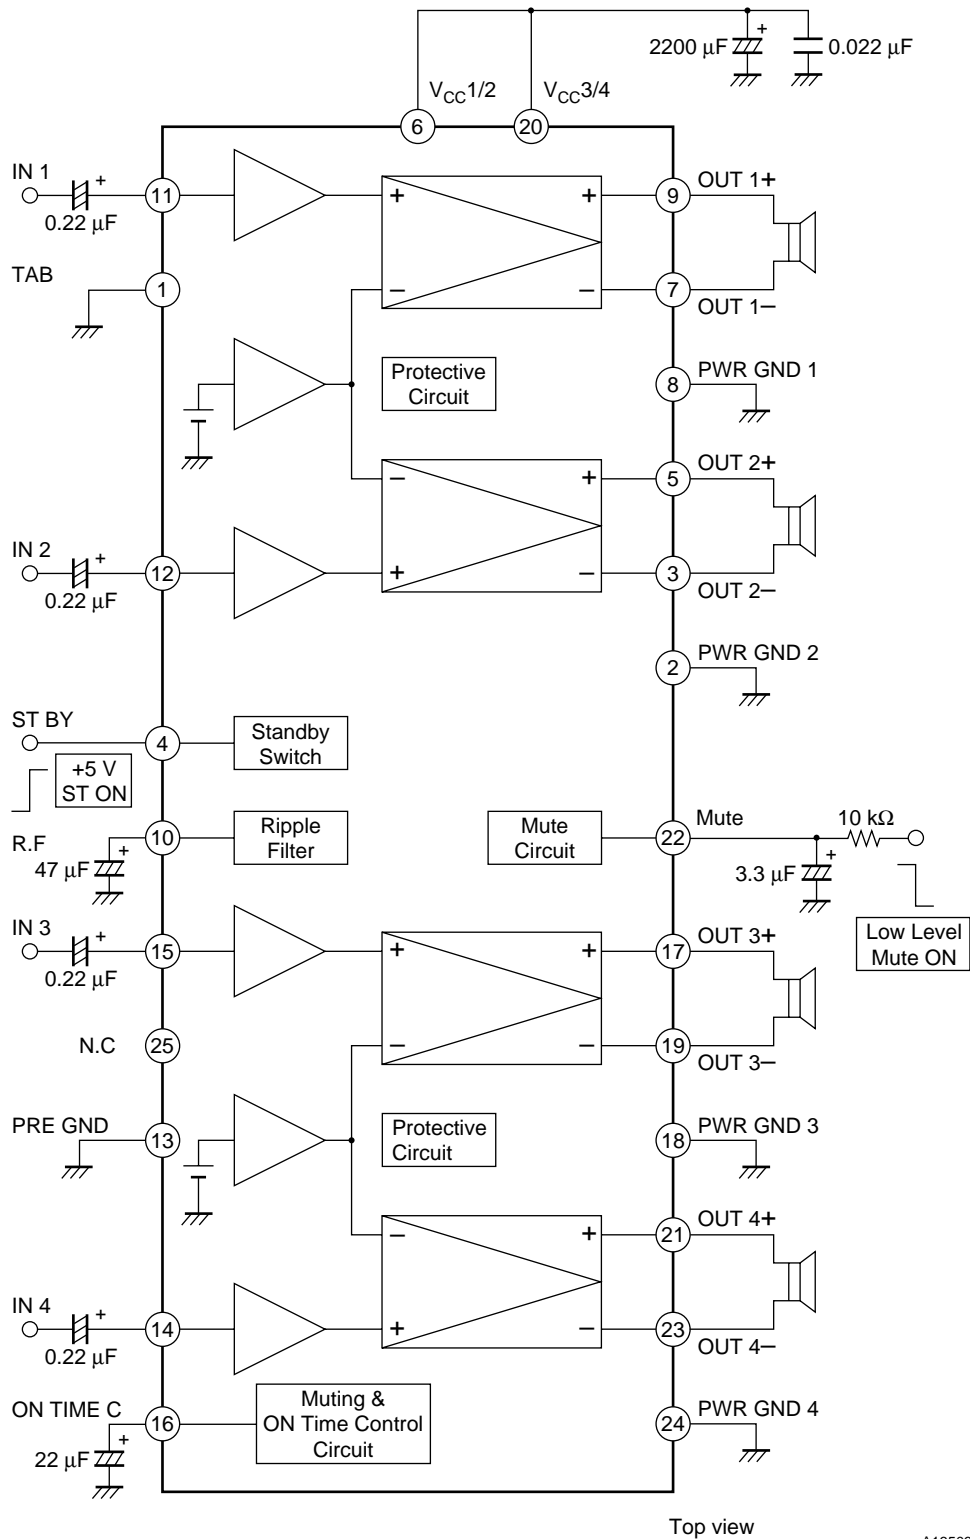 2200 µF
+
0.022 µF
VCC1/2
VCC3/4
6
20
IN 1
+
0.22 µF
11
+
+
9
OUT 1+
TAB
1
−
−
7
OUT 1−
Protective
Circuit
8
PWR GND 1
−
+
5
OUT 2+
IN 2
+
0.22 µF
12
+
−
3
OUT 2−
2
PWR GND 2
ST BY
4
Standby
Switch
+5 V
ST ON
R.F
47 µF
+
10
Ripple
Filter
Mute
Circuit
22
Mute
10 kΩ
3.3 µF
+
Low Level
Mute ON
IN 3
+
0.22 µF
15
+
+
17
OUT 3+
N.C
25
−
−
19
OUT 3−
PRE GND
13
Protective
Circuit
18
PWR GND 3
−
+
21
OUT 4+
IN 4
+
0.22 µF
14
+
−
23
OUT 4−
ON TIME C
22 µF
+
16
Muting &
ON Time Control
Circuit
24
PWR GND 4
Top view